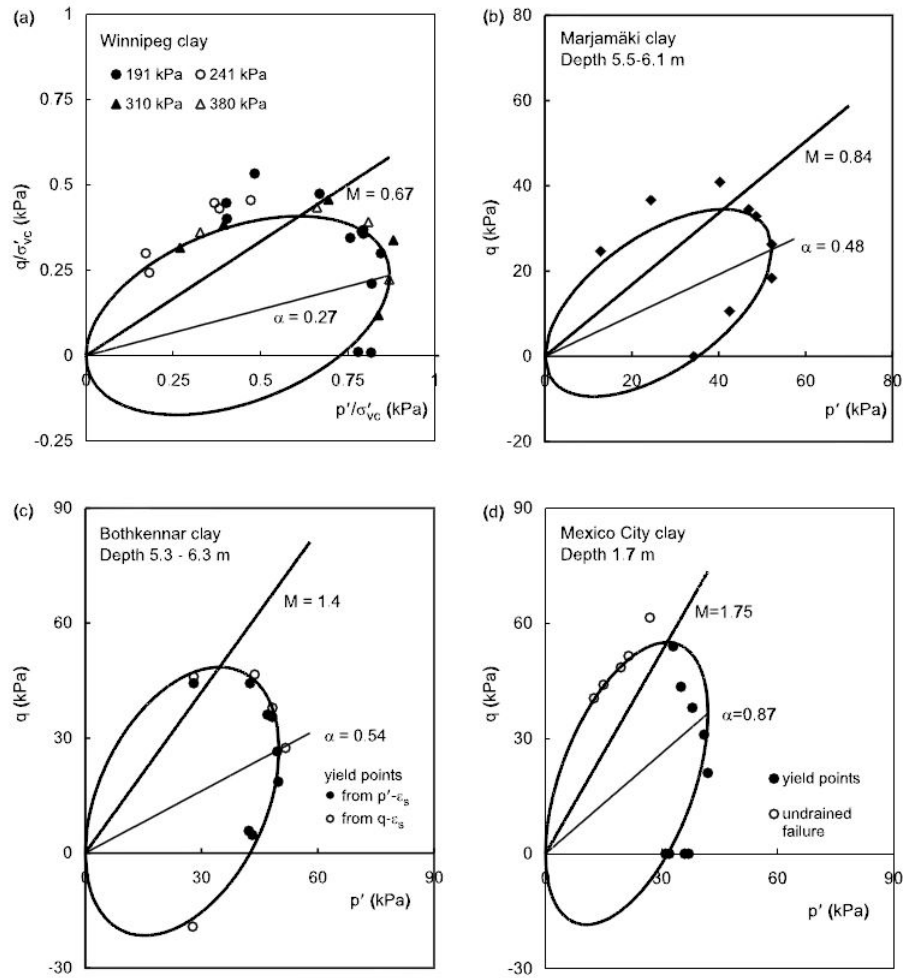 (a)
1
Winnipeg clay
● 191 kPa ○ 241 kPa
▲ 310 kPa △ 380 kPa
0.75
q/σ′vc (kPa)
0.5
M = 0.67
0.25
α = 0.27
0
0 0.25 0.5 0.75 1
p′/σ′vc (kPa)
-0.25
(b)
80
Marjamäki clay
Depth 5.5-6.1 m
60
M = 0.84
q (kPa)
40
α = 0.48
20
0
0 20 40 60 80
p′ (kPa)
-20
(c)
90
Bothkennar clay
Depth 5.3 - 6.3 m
M = 1.4
60
q (kPa)
α = 0.54
30
yield points
● from p′-εs
○ from q-εs
0
0 30 60 90
p′ (kPa)
-30
(d)
90
Mexico City clay
Depth 1.7 m
M=1.75
60
q (kPa)
α=0.87
30
● yield points
○ undrained
failure
0
0 30 60 90
p′ (kPa)
-30